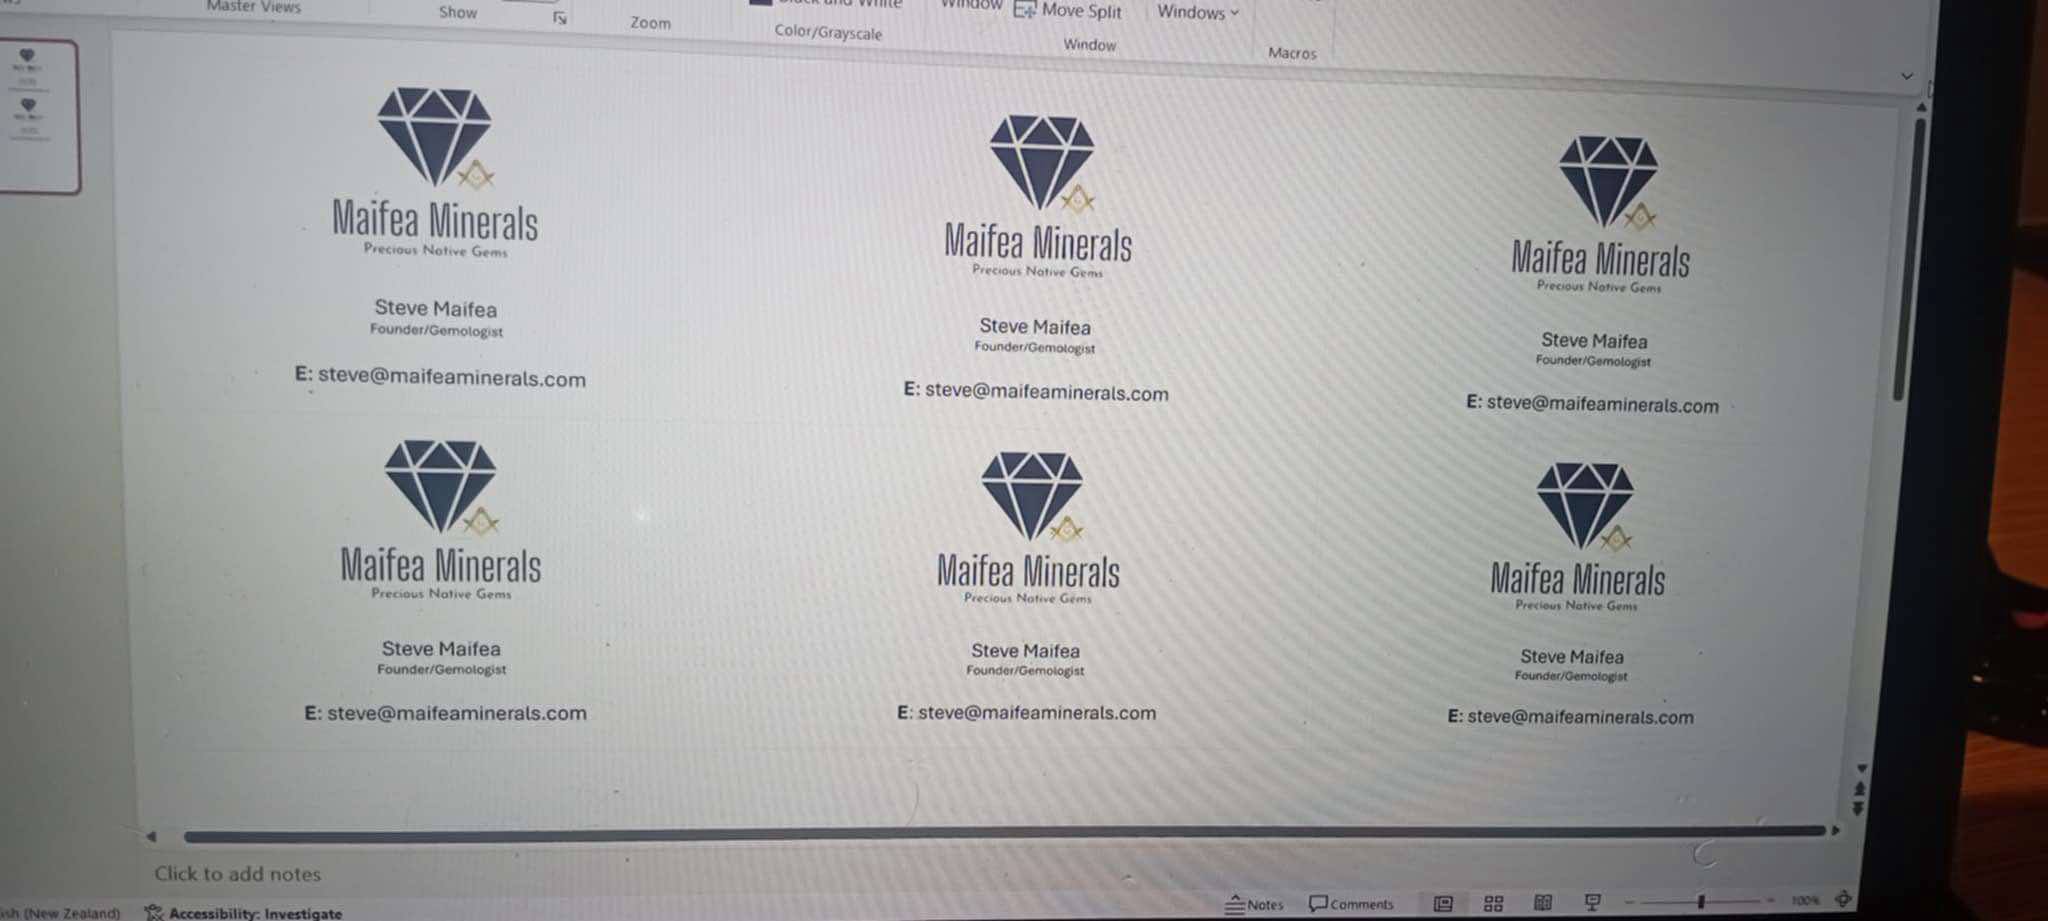 Master Views
Show
Zoom
Black and White
Color/Grayscale
Window
Move Split
Window
Windows
Macros
Maifea Minerals
Precious Native Gems
Steve Maifea
Founder/Gemologist
E: steve@maifeaminerals.com
Maifea Minerals
Precious Native Gems
Steve Maifea
Founder/Gemologist
E: steve@maifeaminerals.com
Maifea Minerals
Precious Native Gems
Steve Maifea
Founder/Gemologist
E: steve@maifeaminerals.com
Maifea Minerals
Precious Native Gems
Steve Maifea
Founder/Gemologist
E: steve@maifeaminerals.com
Maifea Minerals
Precious Native Gems
Steve Maifea
Founder/Gemologist
E: steve@maifeaminerals.com
Maifea Minerals
Precious Native Gems
Steve Maifea
Founder/Gemologist
E: steve@maifeaminerals.com
Click to add notes
ish (New Zealand)
Accessibility: Investigate
Notes
Comments
100%